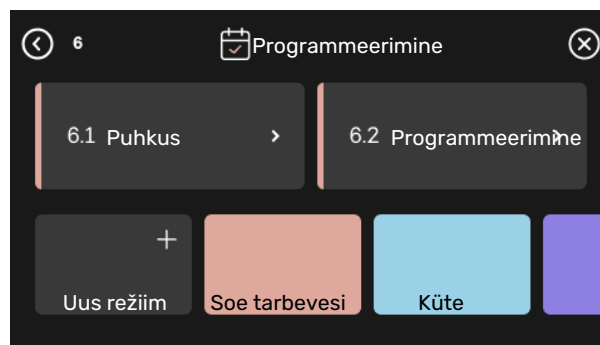 6 Programmeerimine
6.1 Puhkus
6.2 Programmeerimine
Uus režiim
Soe tarbevesi
Küte